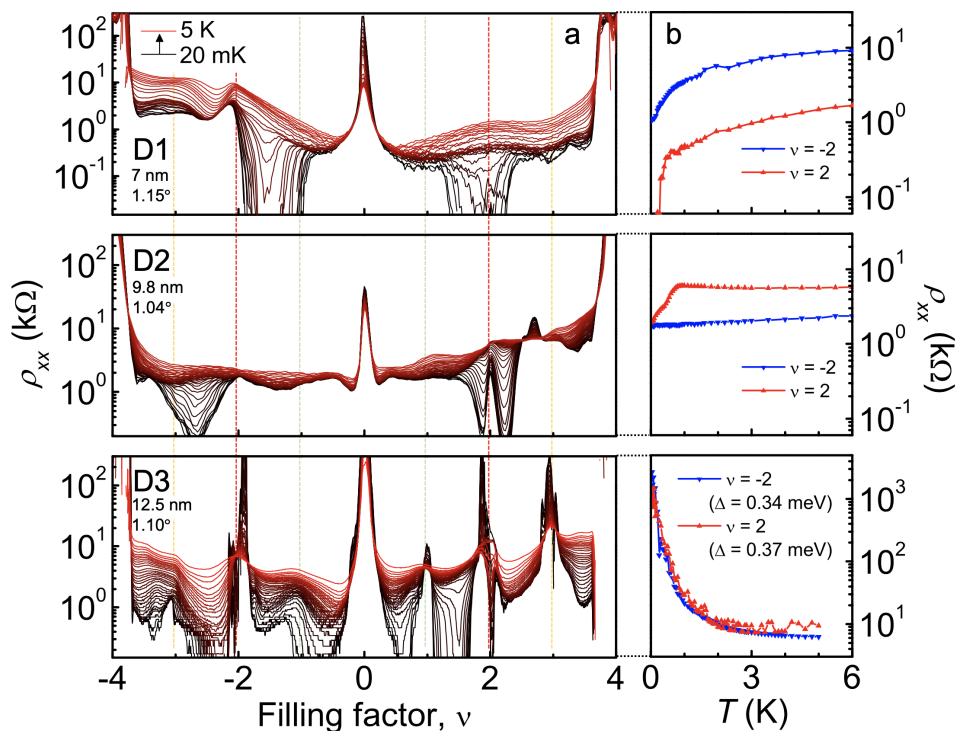 5 K
20 mK
a
D1
7 nm
1.15°
10²
10¹
10⁰
10⁻¹
D2
9.8 nm
1.04°
10²
10¹
10⁰
D3
12.5 nm
1.10°
10²
10¹
10⁰
ρxx (kΩ)
-4 -2 0 2 4
Filling factor, ν
b
ν = -2
ν = 2
10¹
10⁰
10⁻¹
ν = -2
ν = 2
10²
10¹
10⁰
10⁻¹
ν = -2
(Δ = 0.34 meV)
ν = 2
(Δ = 0.37 meV)
10³
10²
10¹
ρxx (kΩ)
0 2 4 6
T (K)